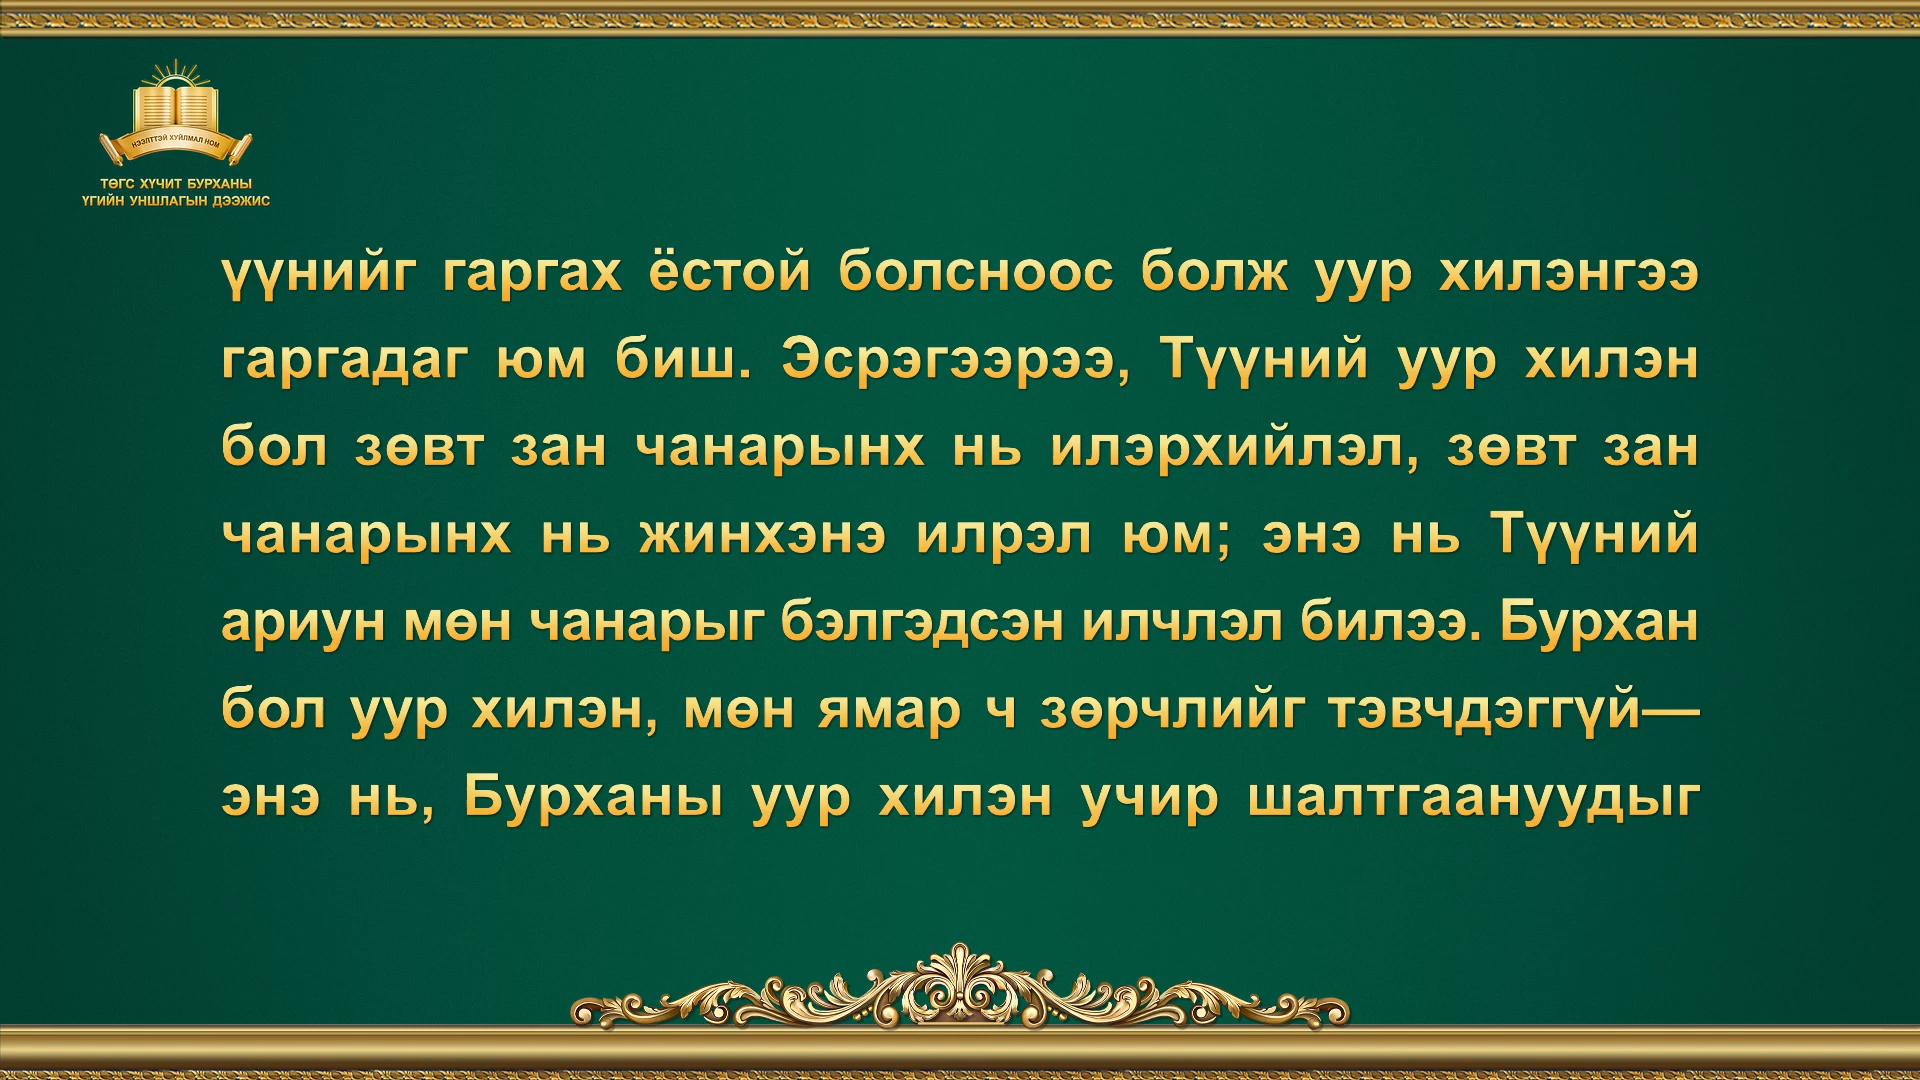 НЭЭЛТТЭЙ ХУЙЛМАЛ НОМ
ТӨГС ХҮЧИТ БУРХАНЫ
ҮГИЙН УНШЛАГЫН ДЭЭЖИС
үүнийг гаргах ёстой болсноос болж уур хилэнгээ
гаргадаг юм биш. Эсрэгээрээ, Түүний уур хилэн
бол зөвт зан чанарынх нь илэрхийлэл, зөвт зан
чанарынх нь жинхэнэ илрэл юм; энэ нь Түүний
ариун мөн чанарыг бэлгэдсэн илчлэл билээ. Бурхан
бол уур хилэн, мөн ямар ч зөрчлийг тэвчдэггүй—
энэ нь, Бурханы уур хилэн учир шалтгаануудыг